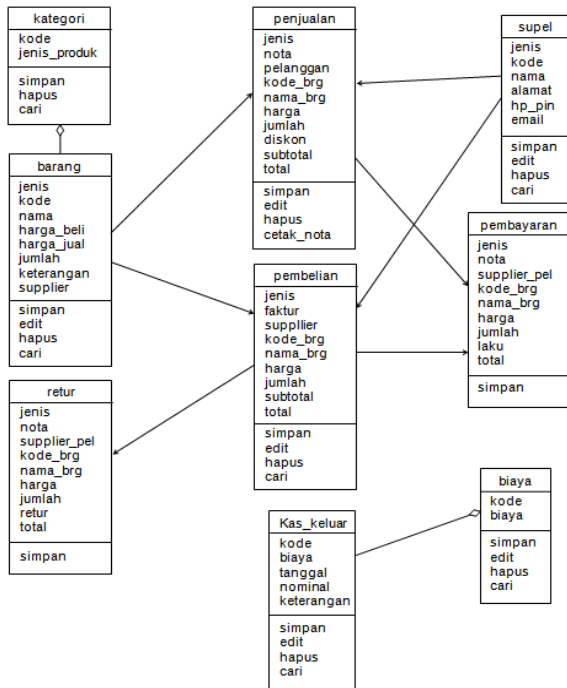 kategori
kode
jenis_produk
simpan
hapus
cari
penjualan
jenis
nota
pelanggan
kode_brg
nama_brg
harga
jumlah
diskon
subtotal
total
simpan
edit
hapus
cetak_nota
supel
jenis
kode
nama
alamat
hp_pin
email
simpan
edit
hapus
cari
barang
jenis
kode
nama
harga_beli
harga_jual
jumlah
keterangan
supplier
simpan
edit
hapus
cari
pembelian
jenis
faktur
suppllier
kode_brg
nama_brg
harga
jumlah
subtotal
total
simpan
edit
hapus
cari
pembayaran
jenis
nota
supplier_pel
kode_brg
nama_brg
harga
jumlah
laku
total
simpan
retur
jenis
nota
supplier_pel
kode_brg
nama_brg
harga
jumlah
retur
total
simpan
Kas_keluar
kode
biaya
tanggal
nominal
keterangan
simpan
edit
hapus
cari
biaya
kode
biaya
simpan
edit
hapus
cari